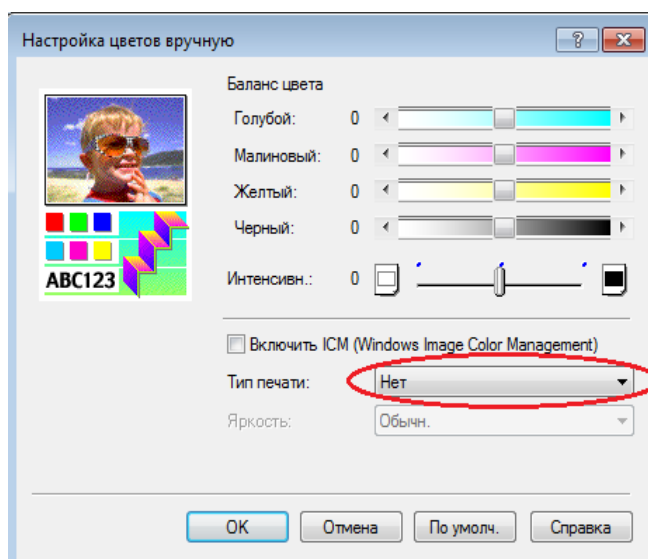 Настройка цветов вручную
Баланс цвета
Голубой: 0
Малиновый: 0
Желтый: 0
Черный: 0
ABC123
Интенсивн.: 0
Включить ICM (Windows Image Color Management)
Тип печати: Нет
Яркость: Обычн.
OK Отмена По умолч. Справка